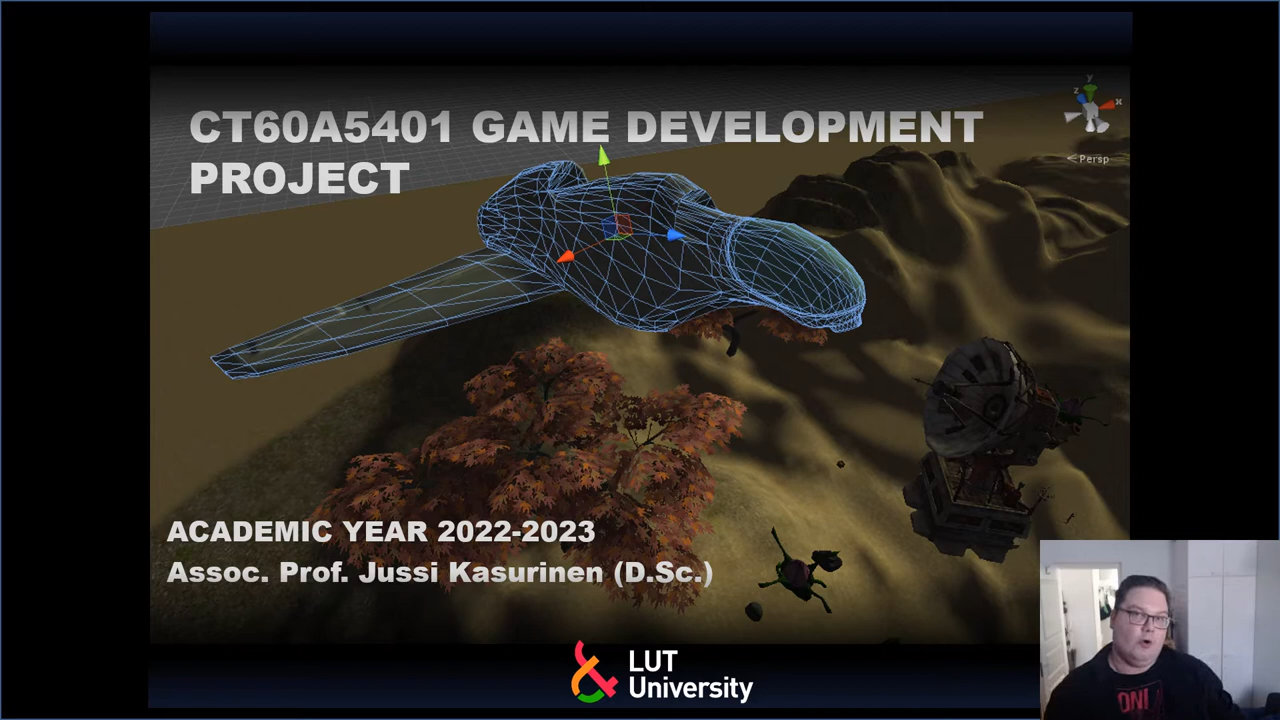 CT60A5401 GAME DEVELOPMENT
PROJECT
y
z
x
< Persp
ACADEMIC YEAR 2022-2023
Assoc. Prof. Jussi Kasurinen (D.Sc.)
LUT
University